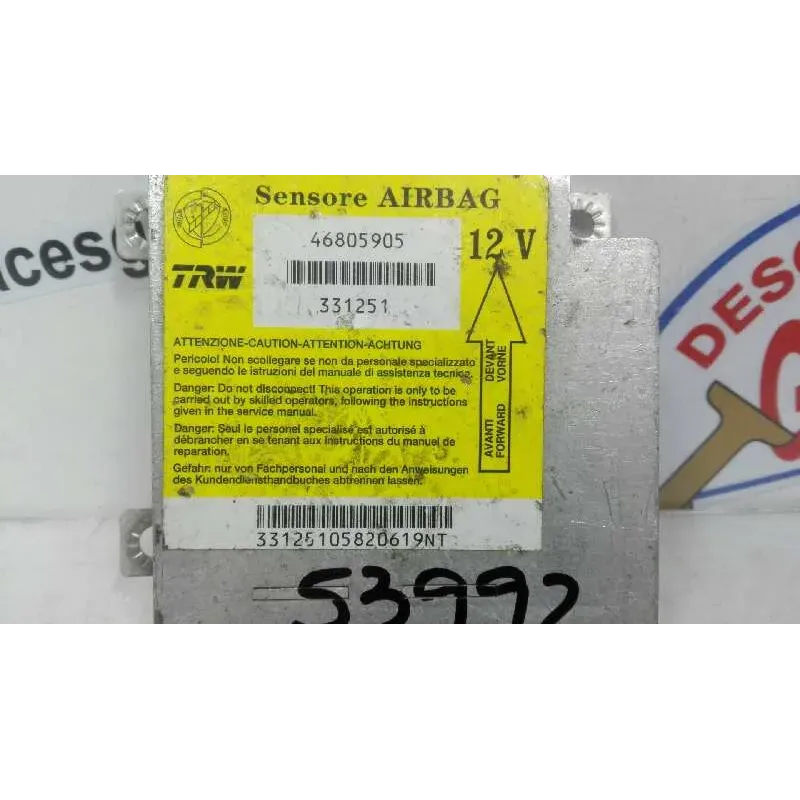 Sensore AIRBAG
46805905
12 V
TRW
331251
ATTENZIONE-CAUTION-ATTENTION-ACHTUNG
Pericolo! Non scollegare se non da personale specializzato
e seguendo le istruzioni del manuale di assistenza tecnica.
Danger: Do not disconnect! This operation is only to be
carried out by skilled operators, following the instructions
given in the service manual.
Danger: Seul le personel specialisé est autorisé à
débrancher en se tenant aux instructions du manuel de
reparation.
Gefahr: nur von Fachpersonal und nach den Anweisungen
des Kundendiensthandbuches abtrennen lassen.
AVANTI DEVANT
FORWARD VORNE
33125105820619NT
53992
cesg
DESG